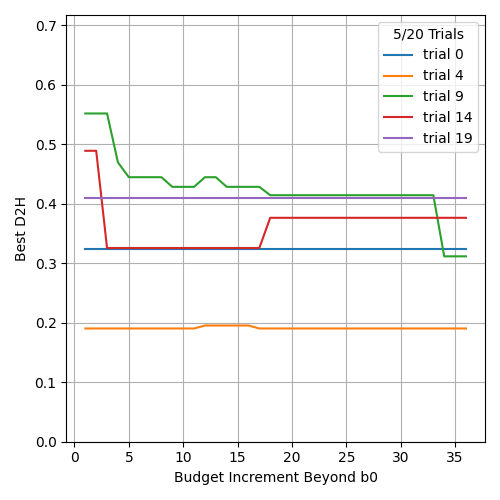 5/20 Trials
trial 0
trial 4
trial 9
trial 14
trial 19
0.7
0.6
0.5
0.4
0.3
0.2
0.1
0.0
Best D2H
0 5 10 15 20 25 30 35
Budget Increment Beyond b0